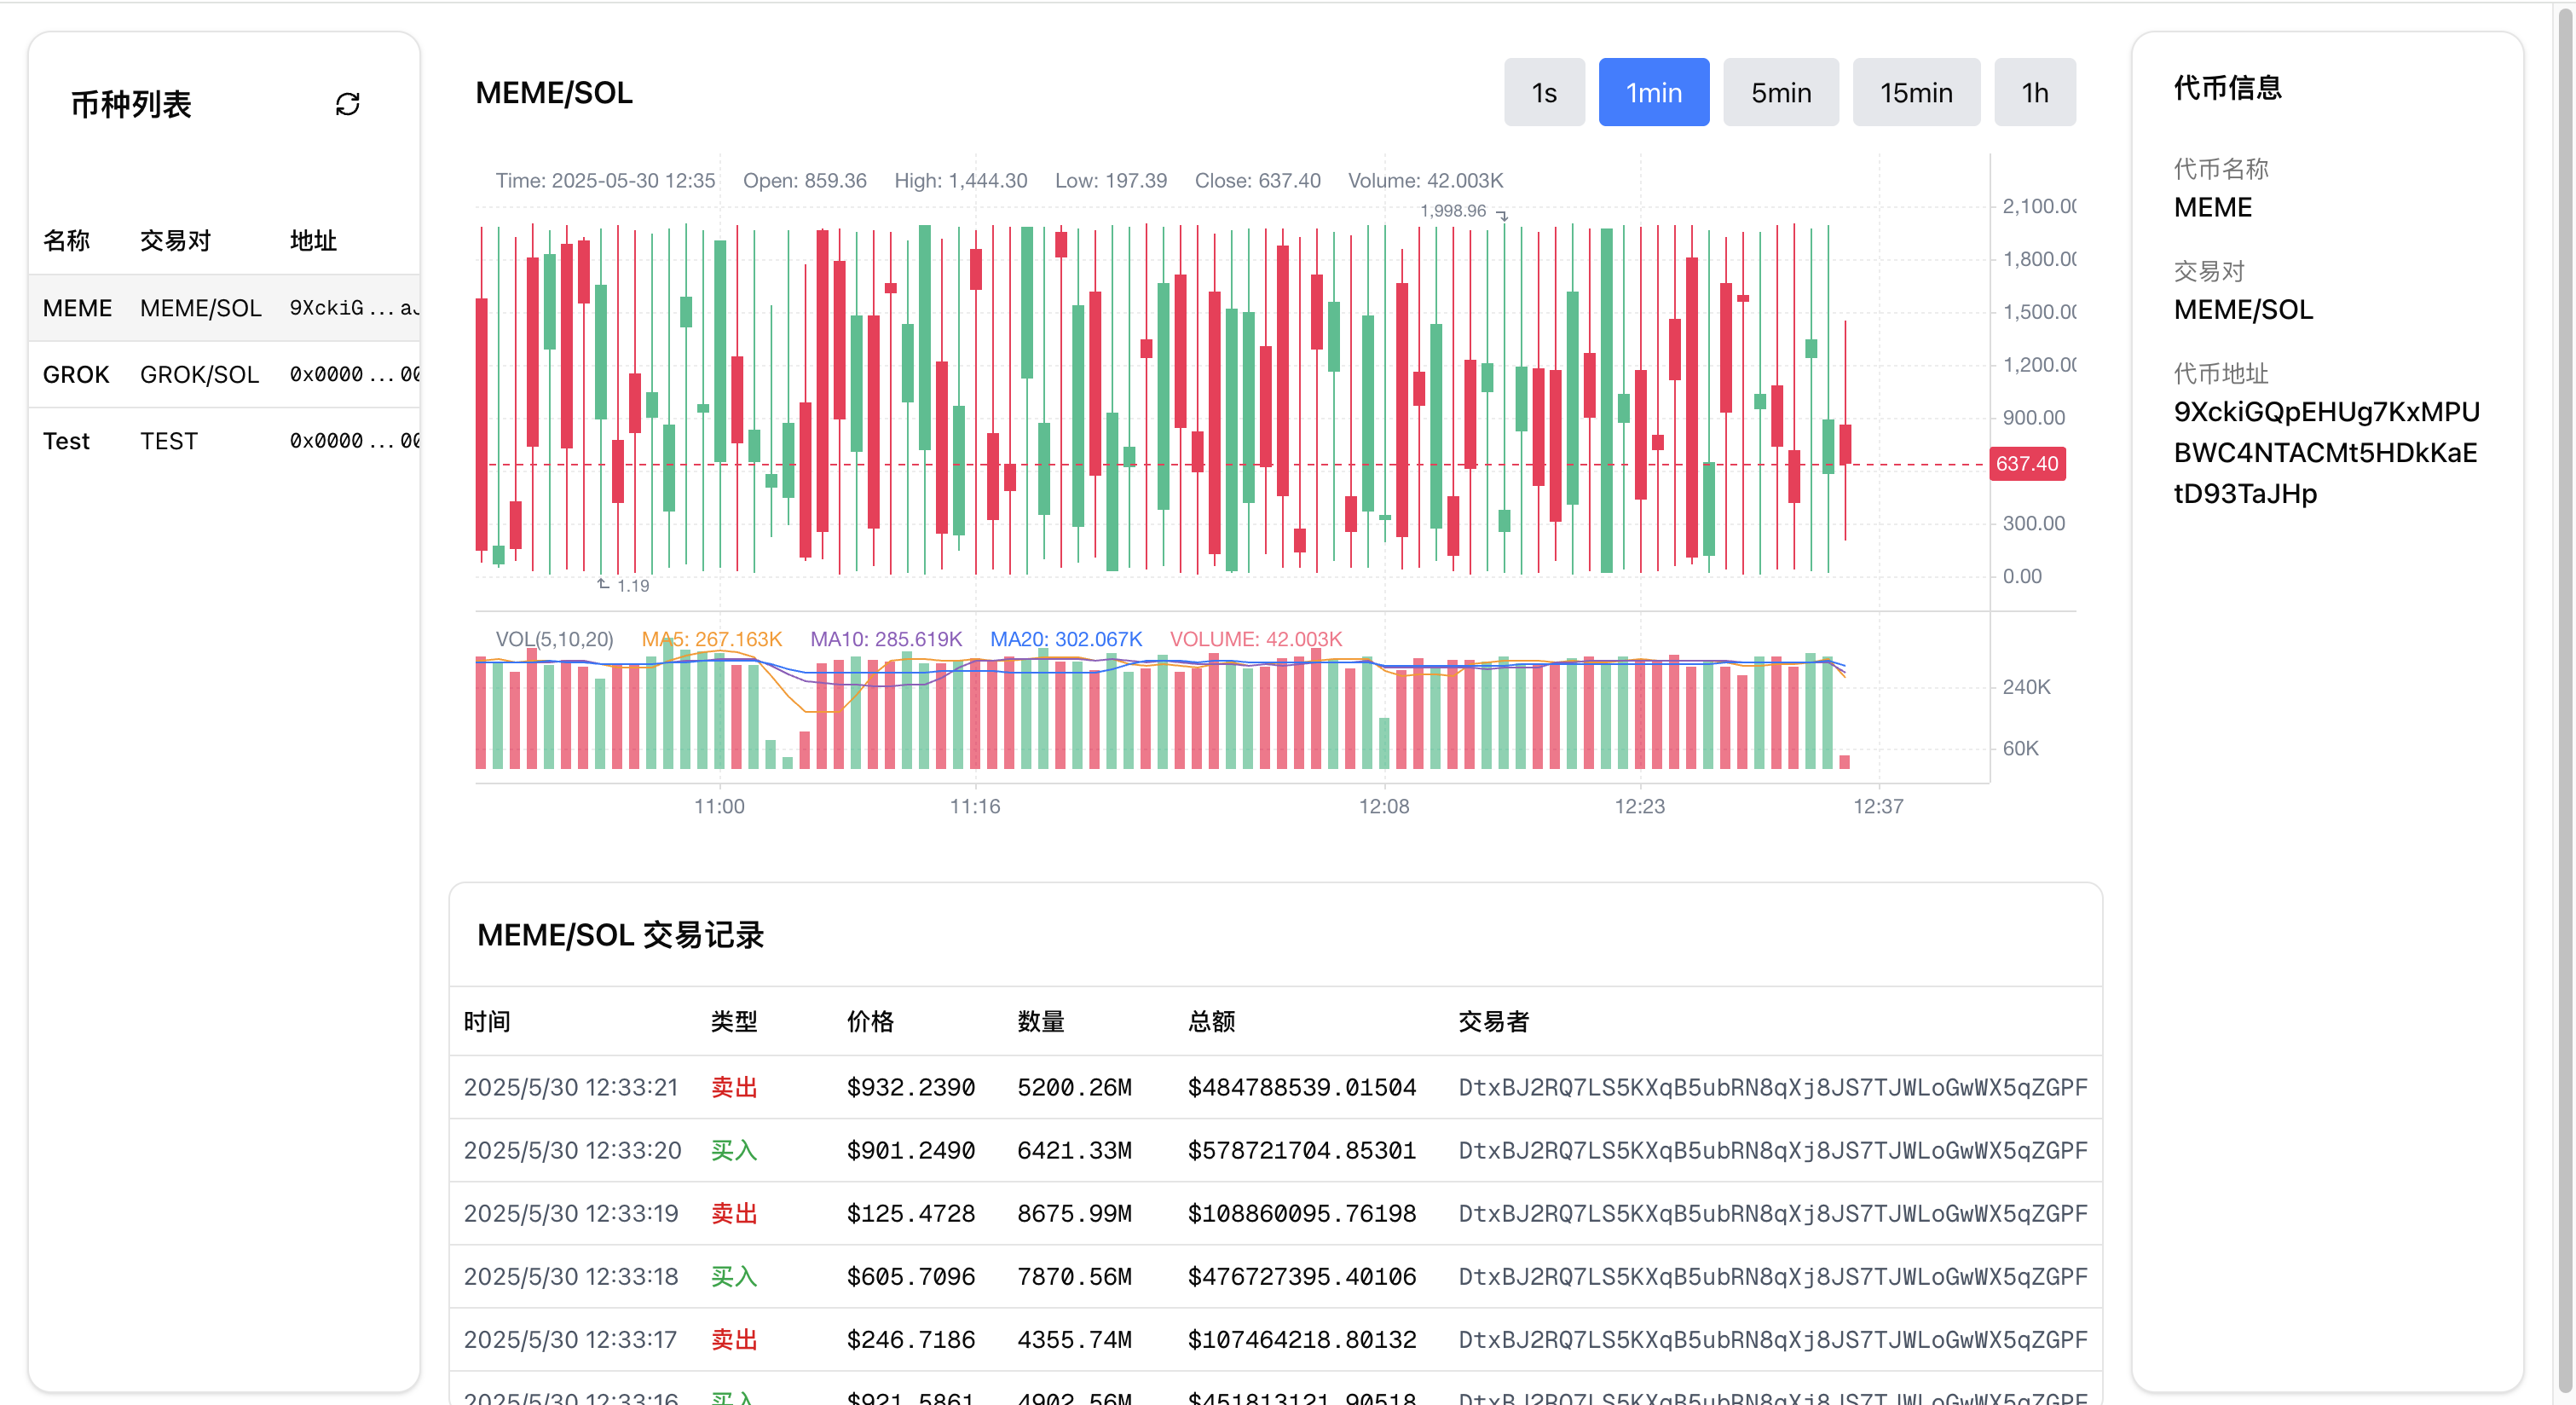 币种列表
名称 交易对 地址
MEME MEME/SOL 9XckiG...aJ
GROK GROK/SOL 0x0000...00
Test TEST 0x0000...00
MEME/SOL
1s 1min 5min 15min 1h
Time: 2025-05-30 12:35 Open: 859.36 High: 1,444.30 Low: 197.39 Close: 637.40 Volume: 42.003K
1,998.96
2,100.00
1,800.00
1,500.00
1,200.00
900.00
637.40
300.00
0.00
1.19
VOL(5,10,20) MA5: 267.163K MA10: 285.619K MA20: 302.067K VOLUME: 42.003K
240K
60K
11:00 11:16 12:08 12:23 12:37
MEME/SOL 交易记录
时间 类型 价格 数量 总额 交易者
2025/5/30 12:33:21 卖出 $932.2390 5200.26M $484788539.01504 DtxBJ2RQ7LS5KXqB5ubRN8qXj8JS7TJWLoGwWX5qZGPF
2025/5/30 12:33:20 买入 $901.2490 6421.33M $578721704.85301 DtxBJ2RQ7LS5KXqB5ubRN8qXj8JS7TJWLoGwWX5qZGPF
2025/5/30 12:33:19 卖出 $125.4728 8675.99M $108860095.76198 DtxBJ2RQ7LS5KXqB5ubRN8qXj8JS7TJWLoGwWX5qZGPF
2025/5/30 12:33:18 买入 $605.7096 7870.56M $476727395.40106 DtxBJ2RQ7LS5KXqB5ubRN8qXj8JS7TJWLoGwWX5qZGPF
2025/5/30 12:33:17 卖出 $246.7186 4355.74M $107464218.80132 DtxBJ2RQ7LS5KXqB5ubRN8qXj8JS7TJWLoGwWX5qZGPF
2025/5/30 12:33:16 买入 $921.5861 4902.56M $451813121.90518 DtxBJ2RQ7LS5KXqB5ubRN8qXj8JS7TJWLoGwWX5qZGPF
代币信息
代币名称
MEME
交易对
MEME/SOL
代币地址
9XckiGQpEHUg7KxMPU
BWC4NTACMt5HDkKaE
tD93TaJHp